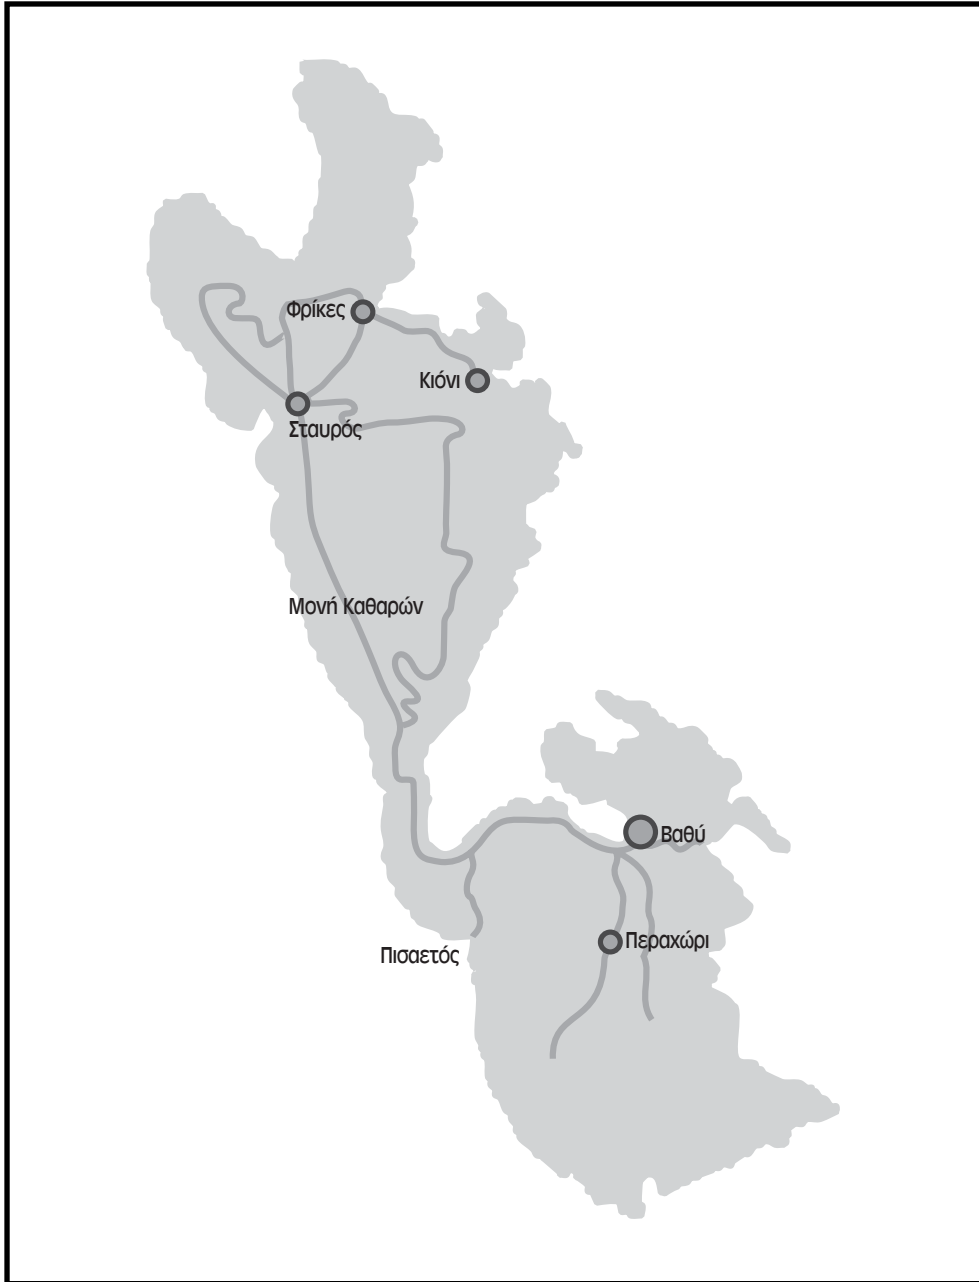 Φρίκες
Κιόνι
Σταυρός
Μονή Καθαρών
Βαθύ
Περαχώρι
Πισαετός